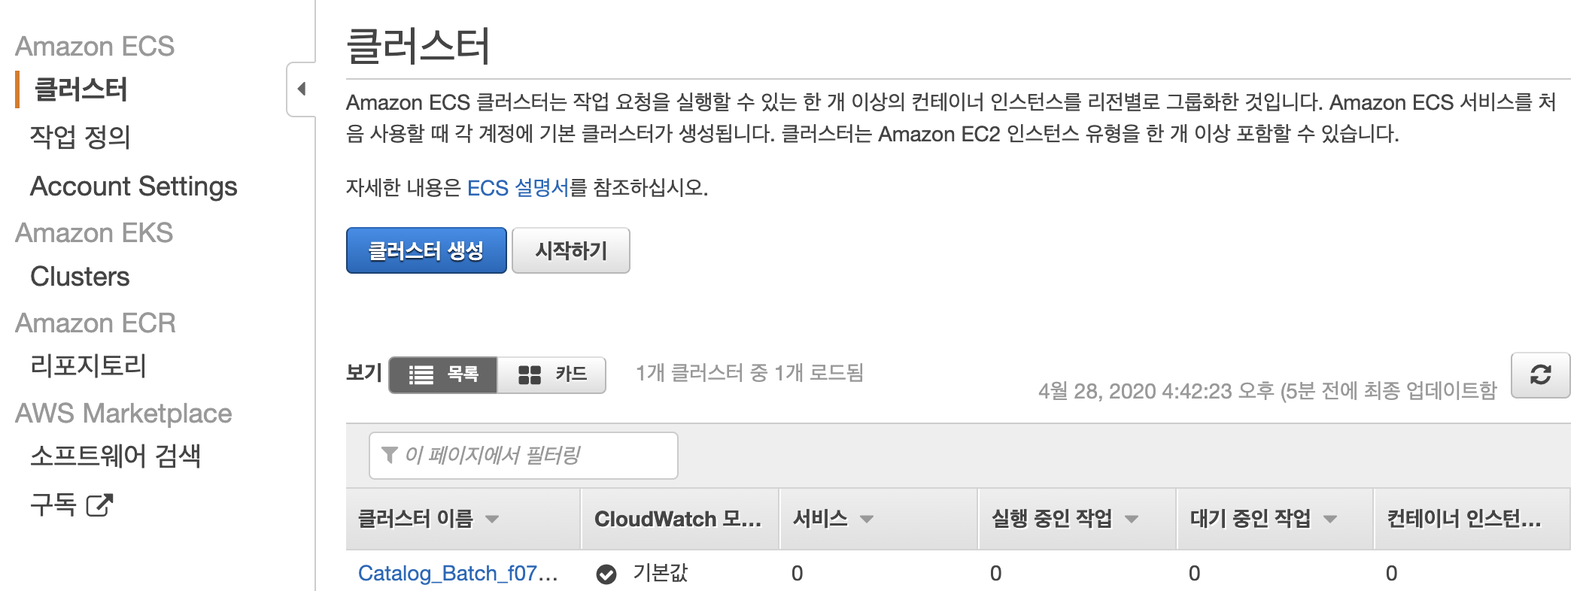 Amazon ECS
클러스터
작업 정의
Account Settings
Amazon EKS
Clusters
Amazon ECR
리포지토리
AWS Marketplace
소프트웨어 검색
구독
클러스터
Amazon ECS 클러스터는 작업 요청을 실행할 수 있는 한 개 이상의 컨테이너 인스턴스를 리전별로 그룹화한 것입니다. Amazon ECS 서비스를 처
음 사용할 때 각 계정에 기본 클러스터가 생성됩니다. 클러스터는 Amazon EC2 인스턴스 유형을 한 개 이상 포함할 수 있습니다.
자세한 내용은 ECS 설명서를 참조하십시오.
클러스터 생성 시작하기
보기 목록 카드 1개 클러스터 중 1개 로드됨
4월 28, 2020 4:42:23 오후 (5분 전에 최종 업데이트함
이 페이지에서 필터링
클러스터 이름 CloudWatch 모... 서비스 실행 중인 작업 대기 중인 작업 컨테이너 인스턴...
Catalog_Batch_f07... 기본값 0 0 0 0